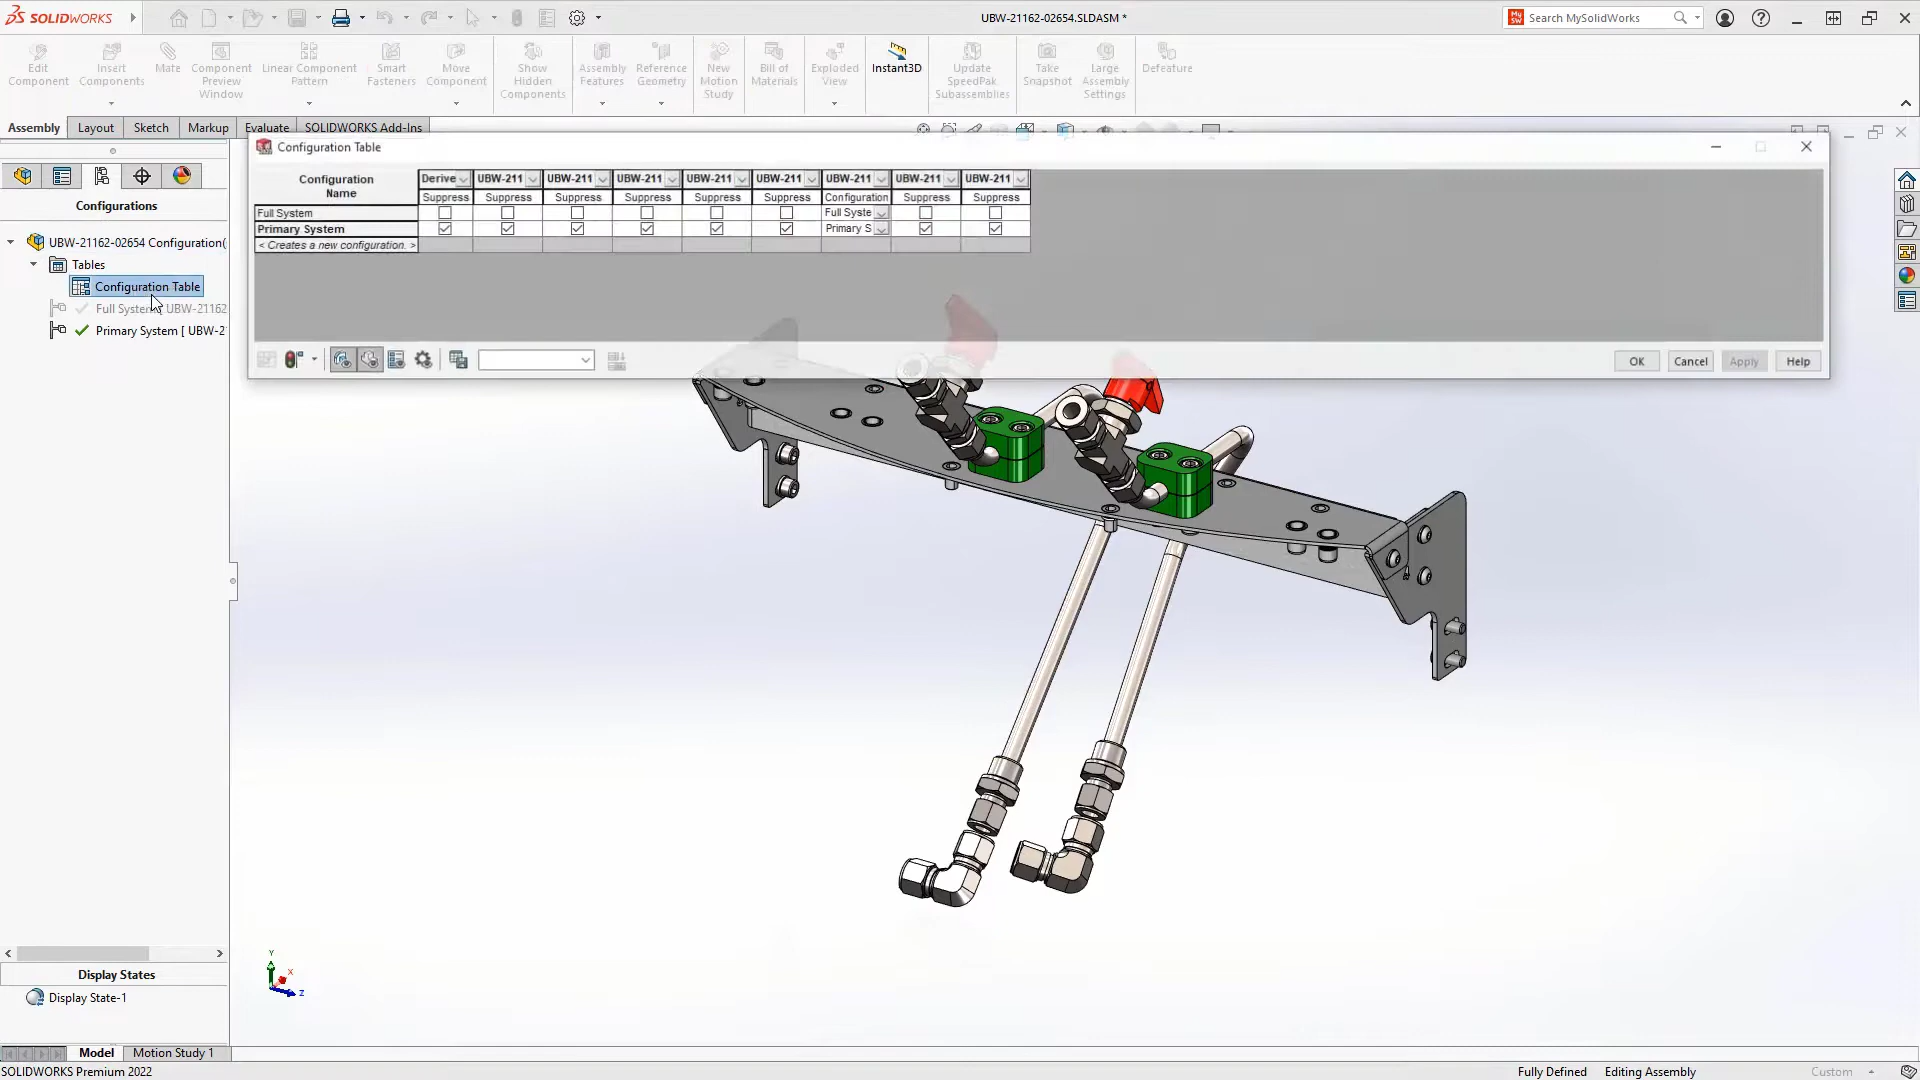 SOLIDWORKS
UBW-21162-02654.SLDASM *
Search MySolidWorks
Edit Component
Insert Components
Mate
Component Preview Window
Linear Component Pattern
Smart Fasteners
Move Component
Show Hidden Components
Assembly Features
Reference Geometry
New Motion Study
Bill of Materials
Exploded View
Instant3D
Update SpeedPak Subassemblies
Take Snapshot
Large Assembly Settings
Defeature
Assembly Layout Sketch Markup Evaluate SOLIDWORKS Add-Ins
Configuration Table
Configuration Name
Derive UBW-211 UBW-211 UBW-211 UBW-211 UBW-211 UBW-211 UBW-211 UBW-211
Suppress Suppress Suppress Suppress Suppress Suppress Configuration Suppress Suppress
Full System Full Syste
Primary System Primary S
< Creates a new configuration. >
OK Cancel Apply Help
Configurations
UBW-21162-02654 Configuration(
Tables
Configuration Table
Full System [ UBW-21162
Primary System [ UBW-2
Y
X
Z
Display States
Display State-1
Model Motion Study 1
SOLIDWORKS Premium 2022
Fully Defined Editing Assembly Custom